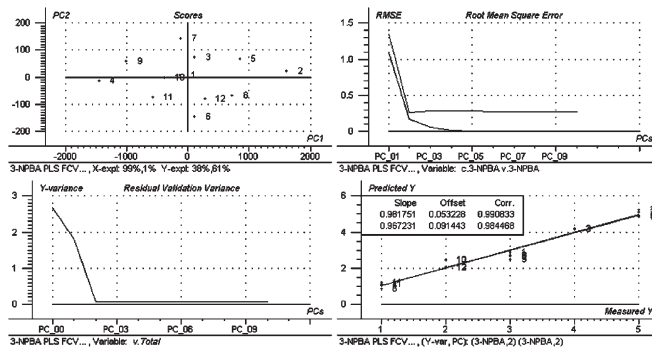 PC2 Scores
200
100
0
-100
200
7
9
3
5
2
4
10
1
11
12
8
6
PC1
-2000 -1000 0 1000 2000
3-NPBA PLS FCV..., X-expl: 99%,1% Y-expl: 38%,61%
RMSE Root Mean Square Error
1.5
1.0
0.5
0
PCs
PC_01 PC_03 PC_05 PC_07 PC_09
3-NPBA PLS FCV..., Variable: c.3-NPBA v.3-NPBA
Y-variance Residual Validation Variance
3
2
1
0
PCs
PC_00 PC_03 PC_06 PC_09
3-NPBA PLS FCV..., Variable: v.Total
Predicted Y
6
4
2
0
Slope Offset Corr.
0.981751 0.053228 0.990833
0.967231 0.091443 0.984468
11
10
12
3
Measured Y
1 2 3 4 5
3-NPBA PLS FCV..., (Y-var, PC): (3-NPBA,2) (3-NPBA,2)